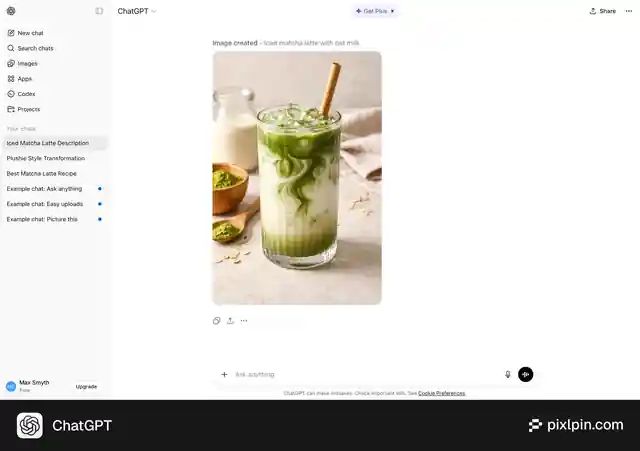 ChatGPT
Get Plus
Share
New chat
Search chats
Images
Apps
Codex
Projects
Your chats
Iced Matcha Latte Description
Plushie Style Transformation
Best Matcha Latte Recipe
Example chat: Ask anything
Example chat: Easy uploads
Example chat: Picture this
Image created • Iced matcha latte with oat milk
Ask anything
Max Smyth
Free
Upgrade
ChatGPT can make mistakes. Check important info. See Cookie Preferences.
ChatGPT
pixlpin.com